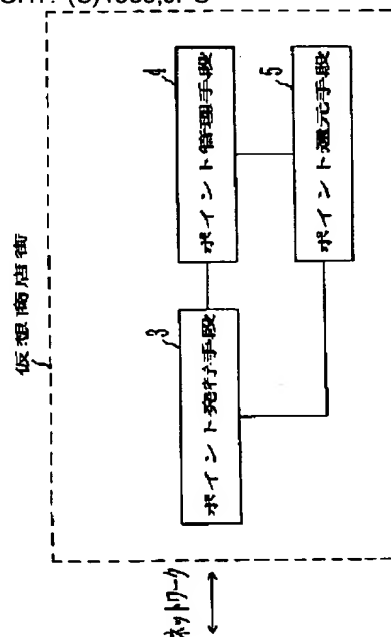 仮想商店街
4
ポイント管理手段
5
ポイント還元手段
3
ポイント発行手段
ネットワーク